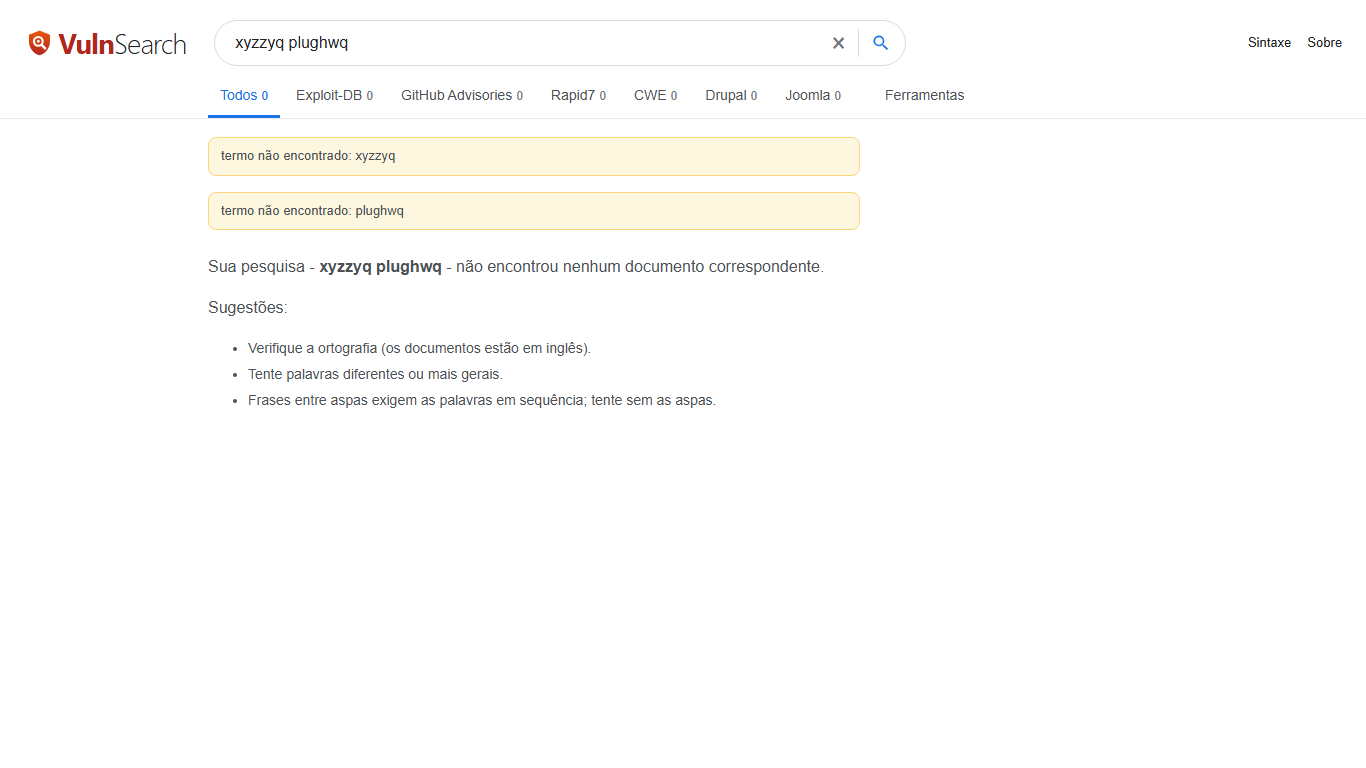 VulnSearch
xyzzyq plughwq
Sintaxe Sobre
Todos 0 Exploit-DB 0 GitHub Advisories 0 Rapid7 0 CWE 0 Drupal 0 Joomla 0 Ferramentas
termo não encontrado: xyzzyq
termo não encontrado: plughwq
Sua pesquisa - xyzzyq plughwq - não encontrou nenhum documento correspondente.
Sugestões:
• Verifique a ortografia (os documentos estão em inglês).
• Tente palavras diferentes ou mais gerais.
• Frases entre aspas exigem as palavras em sequência; tente sem as aspas.